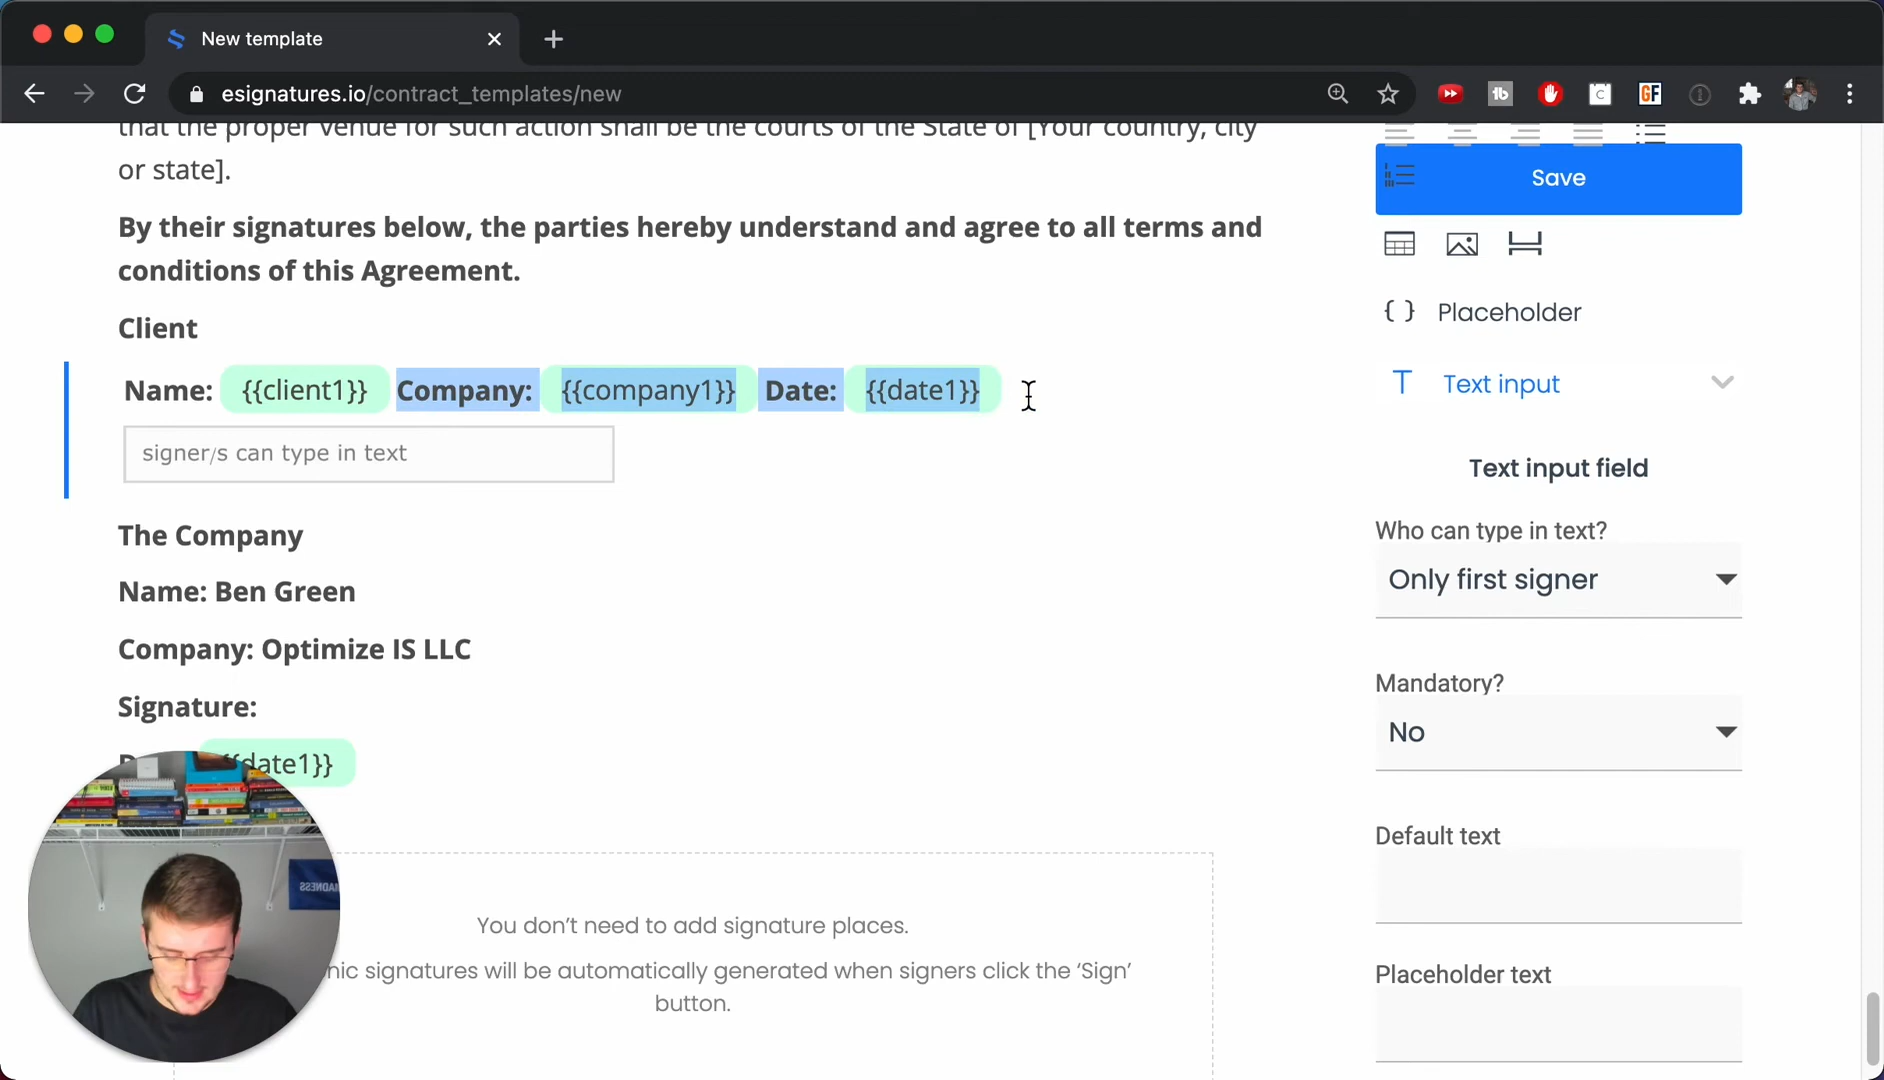 New template
esignatures.io/contract_templates/new
that the proper venue for such action shall be the courts of the State of [Your country, city
or state].
By their signatures below, the parties hereby understand and agree to all terms and
conditions of this Agreement.
Client
Name: {{client1}} Company: {{company1}} Date: {{date1}}
signer/s can type in text
The Company
Name: Ben Green
Company: Optimize IS LLC
Signature:
{{date1}}
You don't need to add signature places.
signatures will be automatically generated when signers click the ‘Sign’
button.
Save
{ } Placeholder
T Text input
Text input field
Who can type in text?
Only first signer
Mandatory?
No
Default text
Placeholder text
tb
C
GF